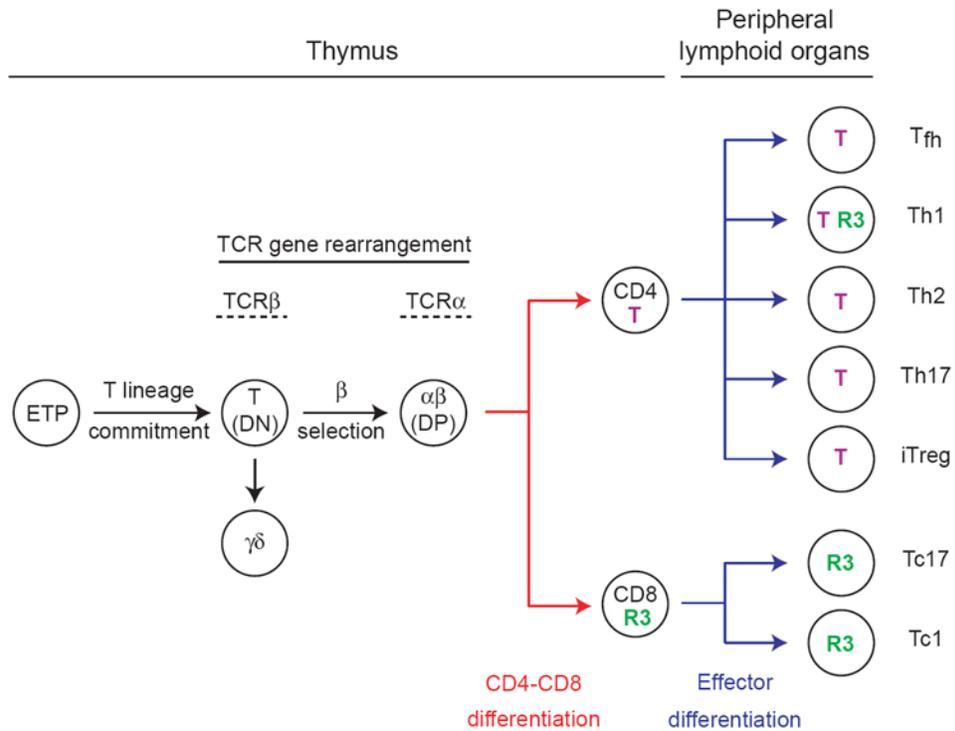 Thymus
Peripheral
lymphoid organs
TCR gene rearrangement
TCRβ
TCRα
ETP
T lineage
commitment
T
(DN)
β
selection
αβ
(DP)
γδ
CD4
T
CD8
R3
T
Tfh
T R3
Th1
T
Th2
T
Th17
T
iTreg
R3
Tc17
R3
Tc1
CD4-CD8
differentiation
Effector
differentiation